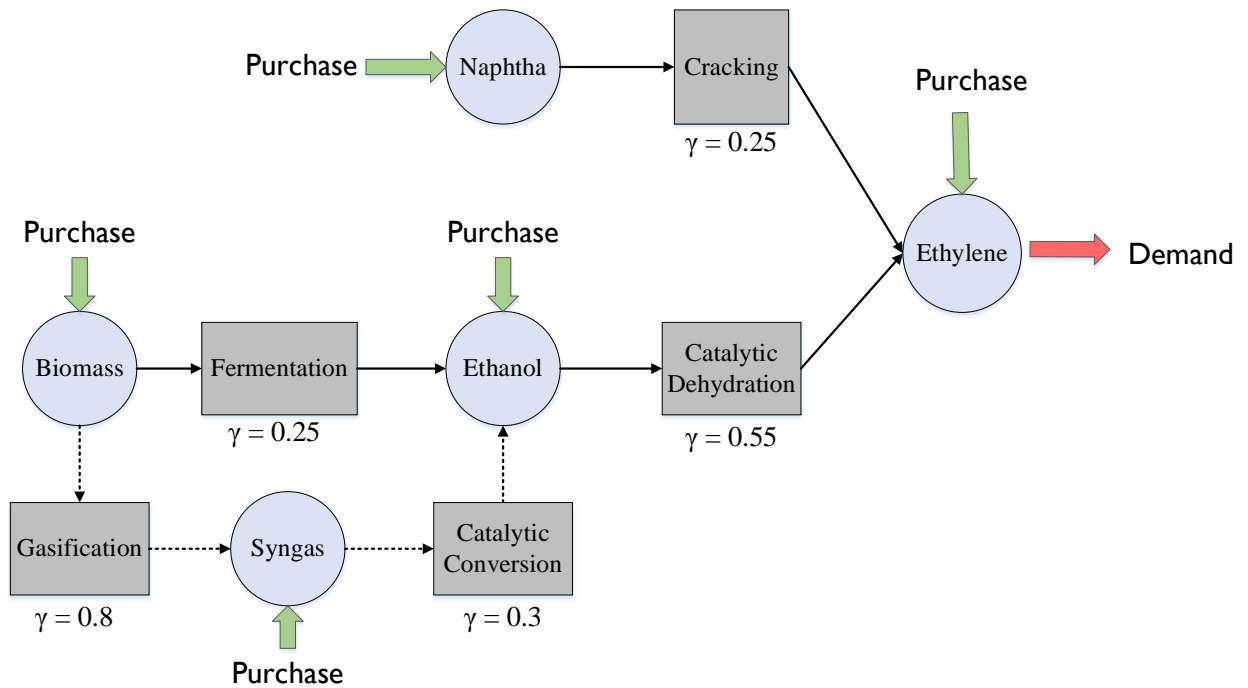 Purchase
Naphtha
Cracking
γ = 0.25
Purchase
Ethylene
Demand
Purchase
Biomass
Fermentation
γ = 0.25
Purchase
Ethanol
Catalytic
Dehydration
γ = 0.55
Gasification
γ = 0.8
Syngas
Purchase
Catalytic
Conversion
γ = 0.3